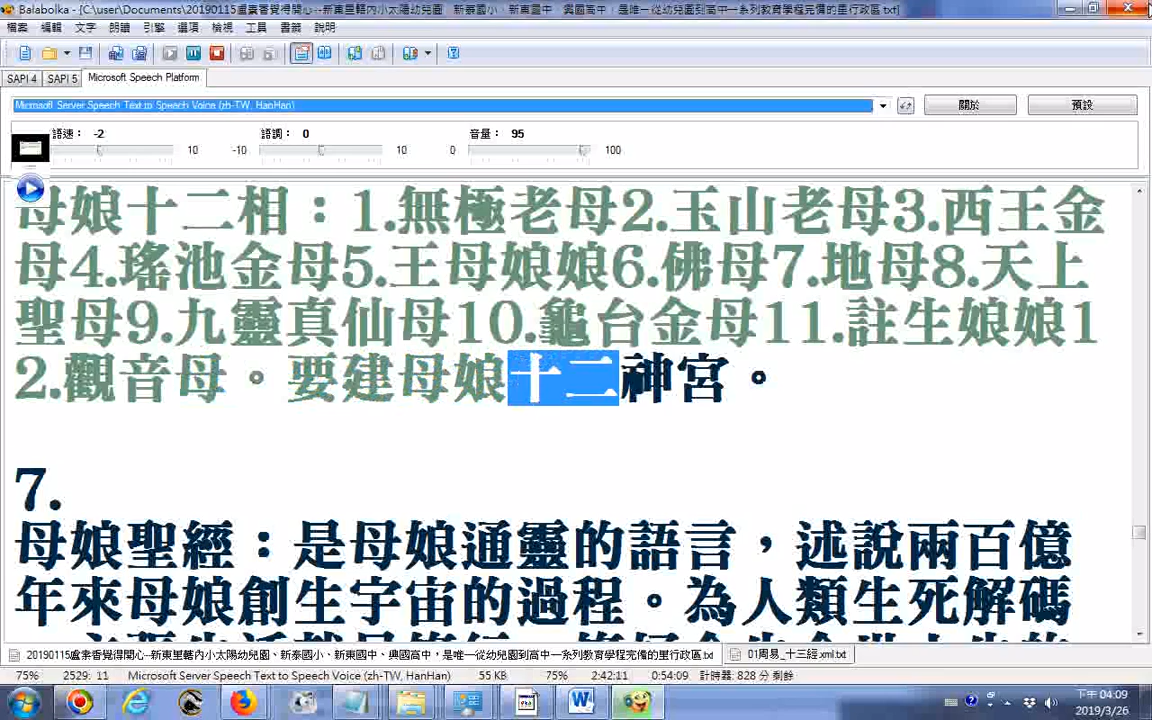 Balabolka - [C:\user\Documents\20190115盧素香覺得開心--新東里轄內小太陽幼兒園、新泰國小、新東國中、興國高中，是唯一從幼兒園到高中一系列教育學程完備的里行政區.txt]
檔案 編輯 文字 朗讀 引擎 選項 檢視 工具 書籤 說明
SAPI 4 SAPI 5 Microsoft Speech Platform
Microsoft Server Speech Text to Speech Voice (zh-TW, HanHan) 關於 預設
語速： -2 語調： 0 音量： 95
10 -10 10 0 100
母娘十二相：1.無極老母2.玉山老母3.西王金
母4.瑤池金母5.王母娘娘6.佛母7.地母8.天上
聖母9.九靈真仙母10.龜台金母11.註生娘娘1
2.觀音母。要建母娘十二神宮。
7.
母娘聖經：是母娘通靈的語言，述說兩百億
年來母娘創生宇宙的過程。為人類生死解碼
20190115盧素香覺得開心--新東里轄內小太陽幼兒園、新泰國小、新東國中、興國高中，是唯一從幼兒園到高中一系列教育學程完備的里行政區.txt 01周易_十三經.xml.txt
75% 2529: 11 Microsoft Server Speech Text to Speech Voice (zh-TW, HanHan) 55 KB 75% 2:42:11 0:54:09 計時器: 828 分 剩餘
下午 04:09
2019/3/26